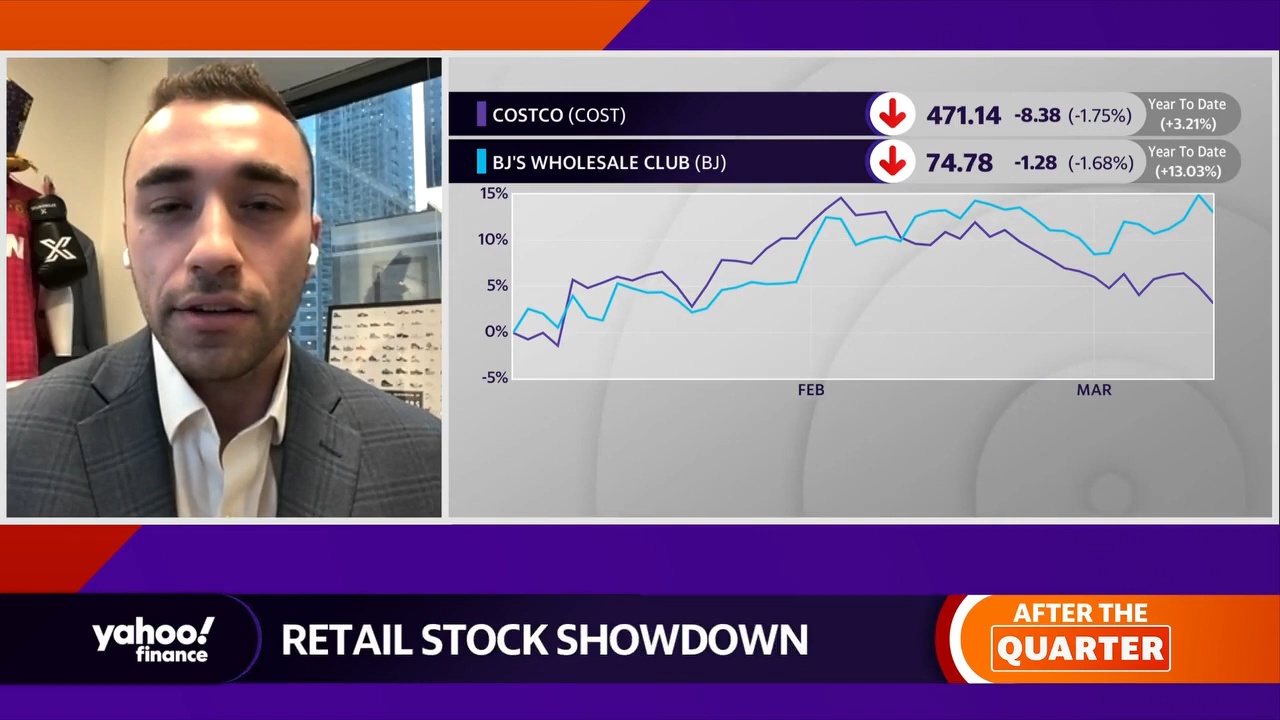 COSTCO (COST) 471.14 -8.38 (-1.75%) Year To Date
(+3.21%)
BJ'S WHOLESALE CLUB (BJ) 74.78 -1.28 (-1.68%) Year To Date
(+13.03%)
15%
10%
5%
0%
-5%
FEB MAR
N
X
yahoo!
finance
RETAIL STOCK SHOWDOWN
AFTER THE
QUARTER